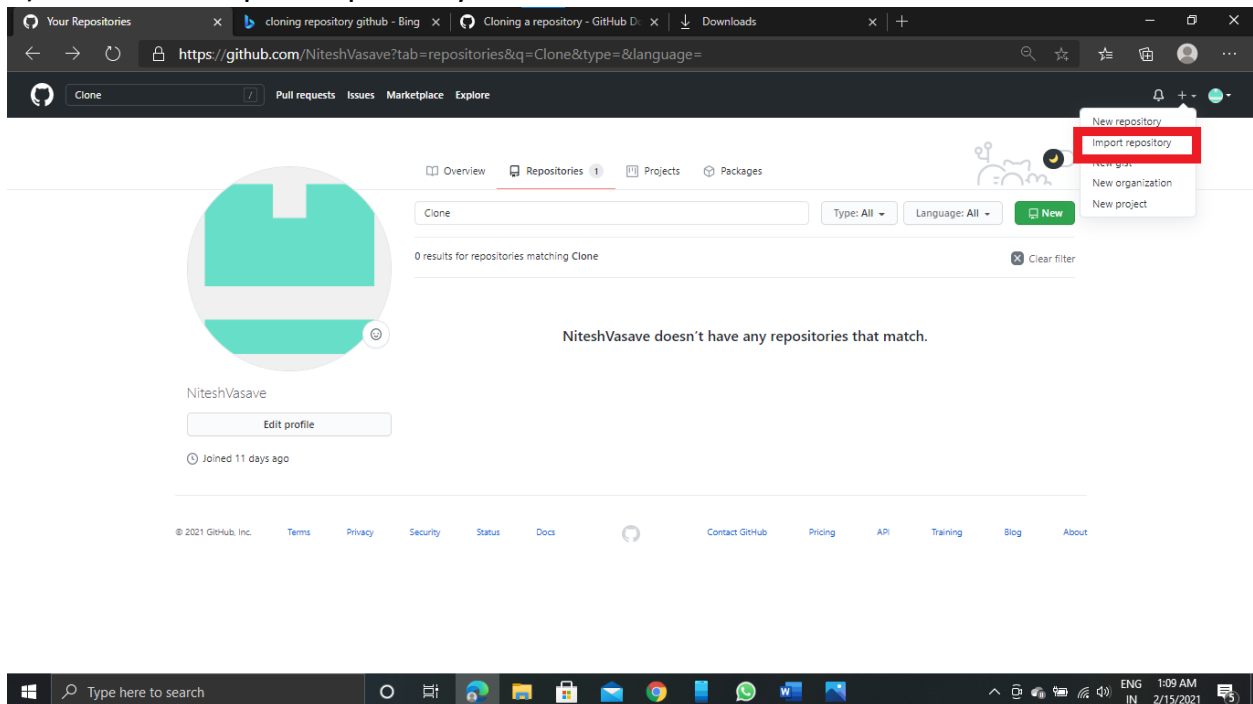 Your Repositories
cloning repository github - Bing
Cloning a repository - GitHub Do
Downloads
https://github.com/NiteshVasave?tab=repositories&q=Clone&type=&language=
Clone / Pull requests Issues Marketplace Explore
New repository
Import repository
New organization
New project
Overview Repositories 1 Projects Packages
Clone Type: All Language: All New
0 results for repositories matching Clone Clear filter
NiteshVasave doesn't have any repositories that match.
NiteshVasave
Edit profile
Joined 11 days ago
© 2021 GitHub, Inc. Terms Privacy Security Status Docs Contact GitHub Pricing API Training Blog About
Type here to search
ENG 1:09 AM
IN 2/15/2021 5